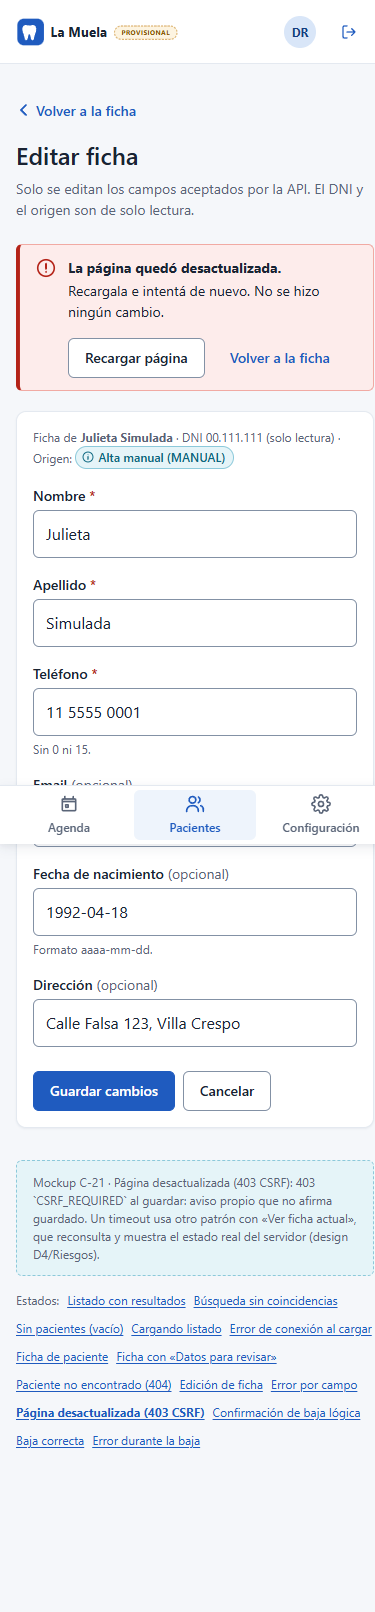 La Muela PROVISIONAL DR
Volver a la ficha
Editar ficha
Solo se editan los campos aceptados por la API. El DNI y
el origen son de solo lectura.
La página quedó desactualizada.
Recargala e intentá de nuevo. No se hizo
ningún cambio.
Recargar página Volver a la ficha
Ficha de Julieta Simulada · DNI 00.111.111 (solo lectura) ·
Origen: Alta manual (MANUAL)
Nombre *
Julieta
Apellido *
Simulada
Teléfono *
11 5555 0001
Sin 0 ni 15.
Email (opcional)
Agenda Pacientes Configuración
Fecha de nacimiento (opcional)
1992-04-18
Formato aaaa-mm-dd.
Dirección (opcional)
Calle Falsa 123, Villa Crespo
Guardar cambios Cancelar
Mockup C-21 · Página desactualizada (403 CSRF): 403
`CSRF_REQUIRED` al guardar: aviso propio que no afirma
guardado. Un timeout usa otro patrón con «Ver ficha actual»,
que reconsulta y muestra el estado real del servidor (design
D4/Riesgos).
Estados: Listado con resultados Búsqueda sin coincidencias
Sin pacientes (vacío) Cargando listado Error de conexión al cargar
Ficha de paciente Ficha con «Datos para revisar»
Paciente no encontrado (404) Edición de ficha Error por campo
Página desactualizada (403 CSRF) Confirmación de baja lógica
Baja correcta Error durante la baja